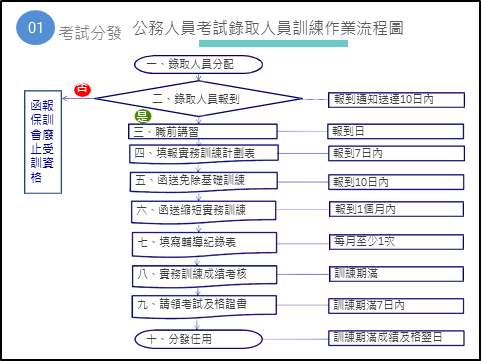 01 考試分發 公務人員考試錄取人員訓練作業流程圖
一、錄取人員分配
否
二、錄取人員報到
報到通知送達10日內
函報保訓會廢止受訓資格
是
三、職前講習
報到日
四、填報實務訓練計劃表
報到7日內
五、函送免除基礎訓練
報到10日內
六、函送縮短實務訓練
報到1個月內
七、填寫輔導紀錄表
每月至少1次
八、實務訓練成績考核
訓練期滿
九、請領考試及格證書
訓練期滿7日內
十、分發任用
訓練期滿成績及格翌日